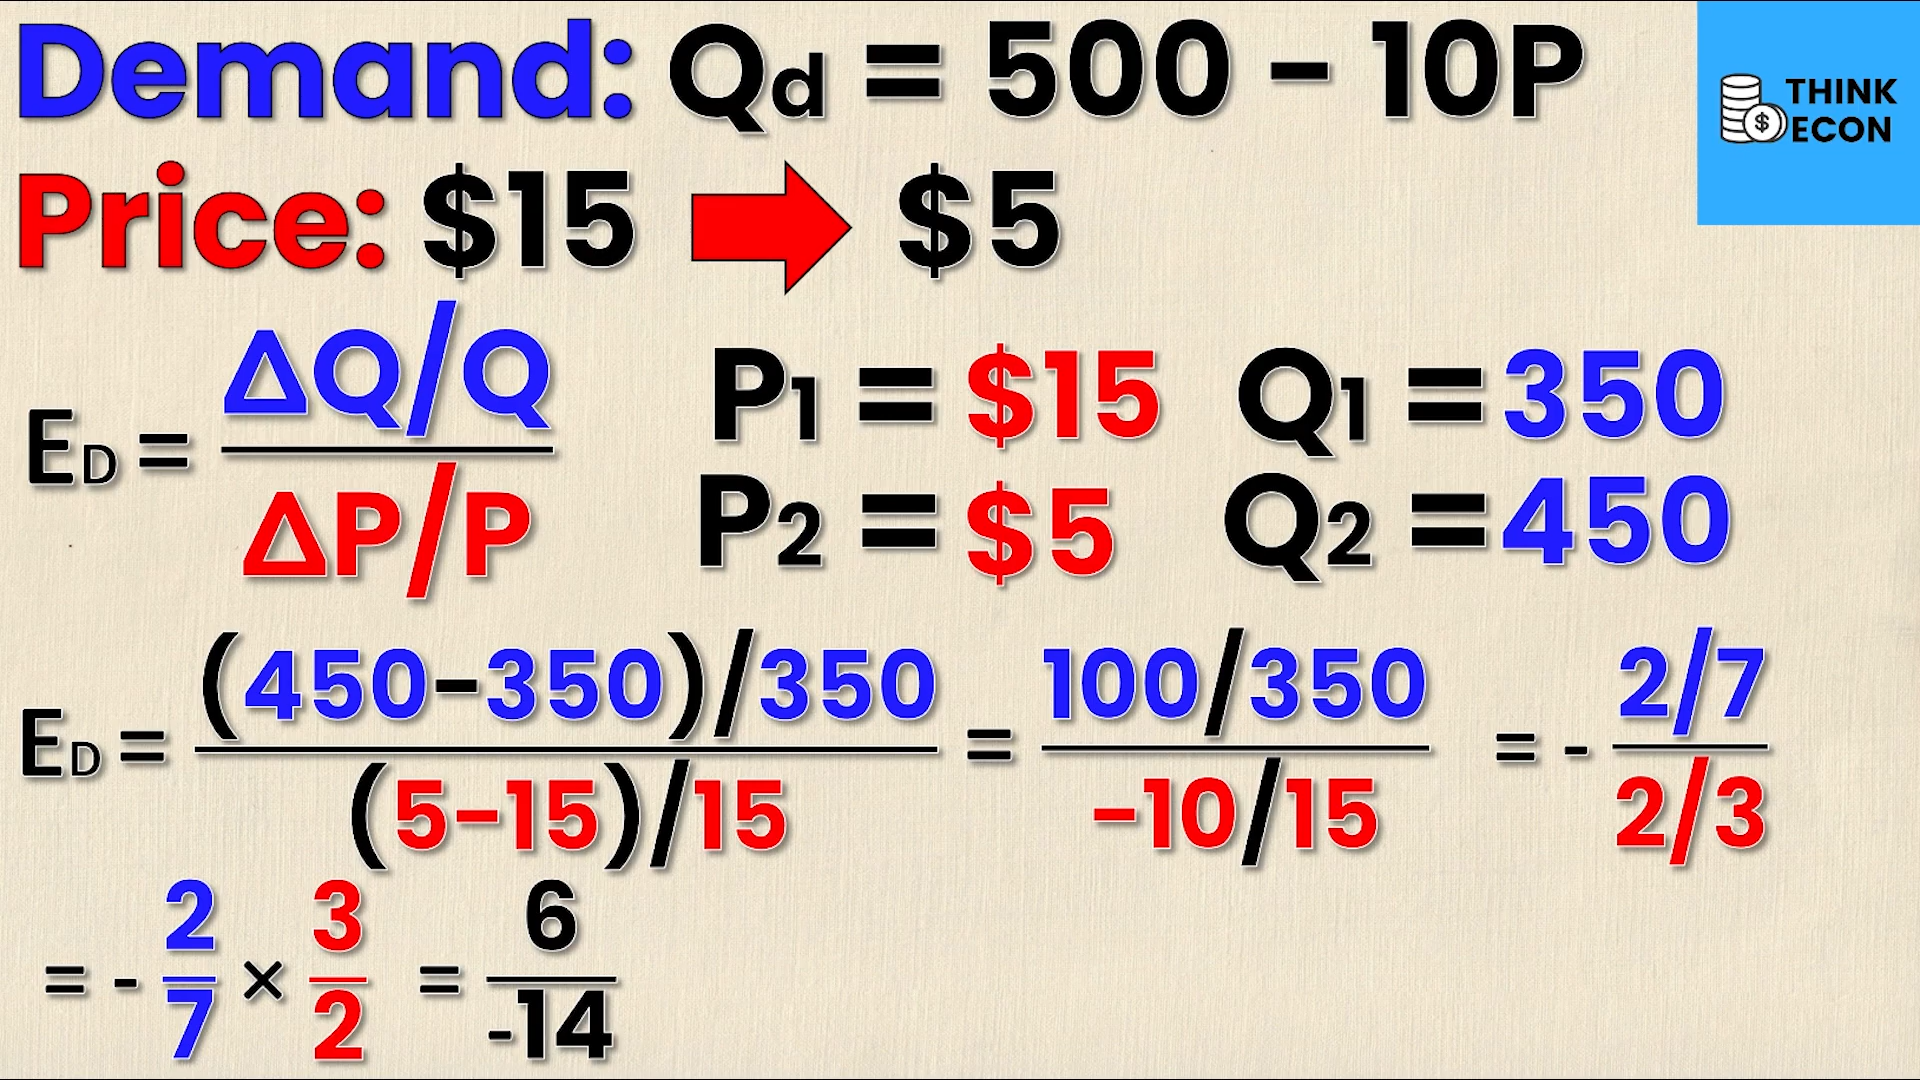 Demand: Qd = 500 - 10P
THINK
ECON
Price: $15 $5
ED = ΔQ/Q
ΔP/P
P1 = $15 Q1 = 350
P2 = $5 Q2 = 450
ED = (450-350)/350 = 100/350 = - 2/7
(5-15)/15 -10/15 2/3
= - 2/7 × 3/2 = 6/-14